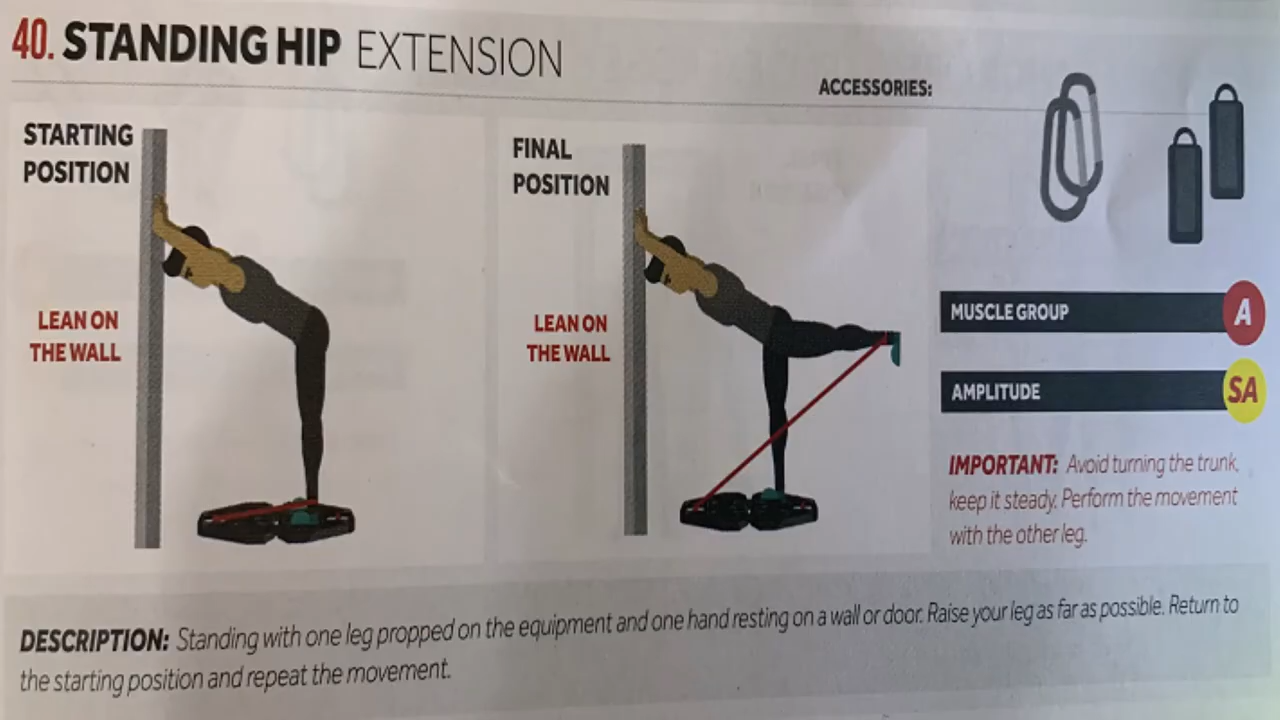 40. STANDING HIP EXTENSION
ACCESSORIES:
STARTING
POSITION
LEAN ON
THE WALL
FINAL
POSITION
LEAN ON
THE WALL
MUSCLE GROUP A
AMPLITUDE SA
IMPORTANT: Avoid turning the trunk,
keep it steady. Perform the movement
with the other leg.
DESCRIPTION: Standing with one leg propped on the equipment and one hand resting on a wall or door. Raise your leg as far as possible. Return to
the starting position and repeat the movement.